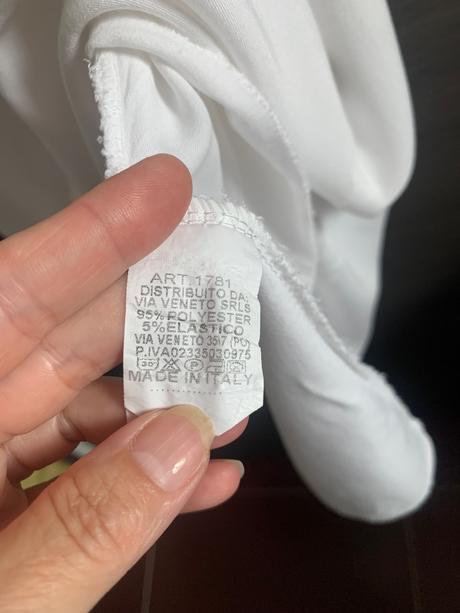 ART.1781
DISTRIBUITO DA:
VIA VENETO SRLS
95% POLYESTER
5%ELASTICO
VIA VENETO 35\7 (PO)
P.IVA02335030975
30° P
MADE IN ITALY